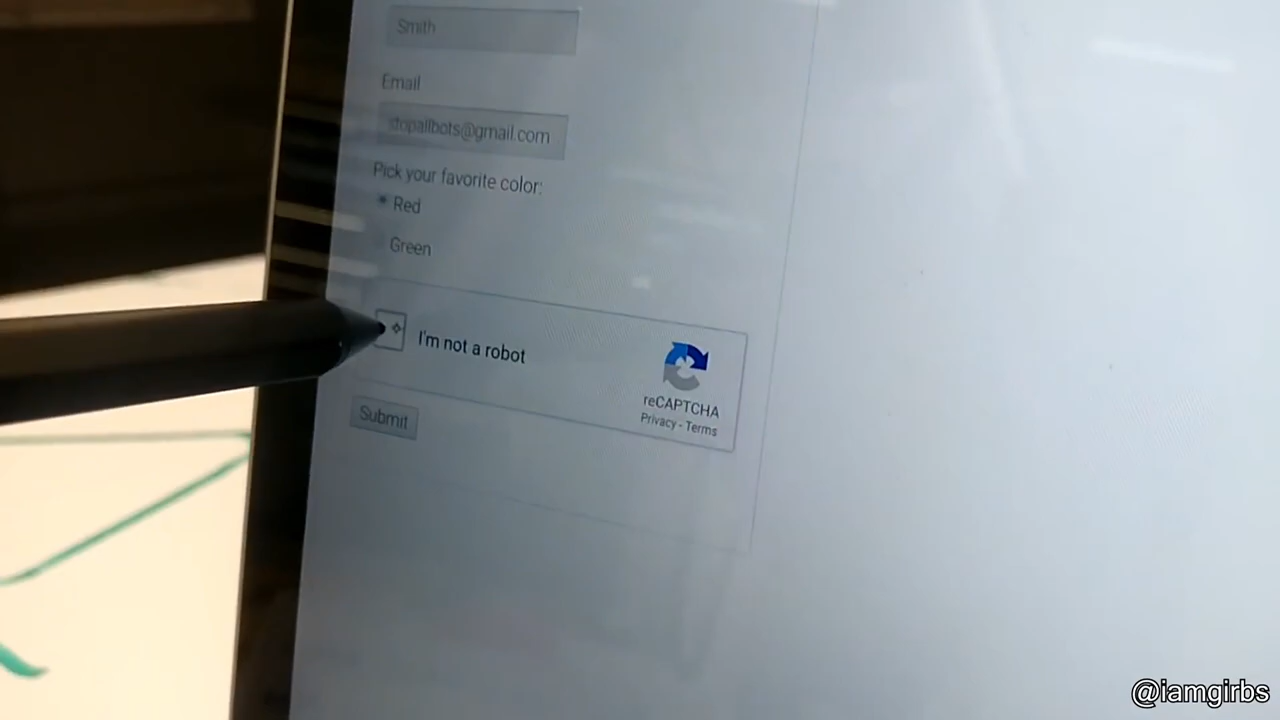 Smith
Email
stopallbots@gmail.com
Pick your favorite color:
Red
Green
I'm not a robot
reCAPTCHA
Privacy - Terms
Submit
@iamgirbs